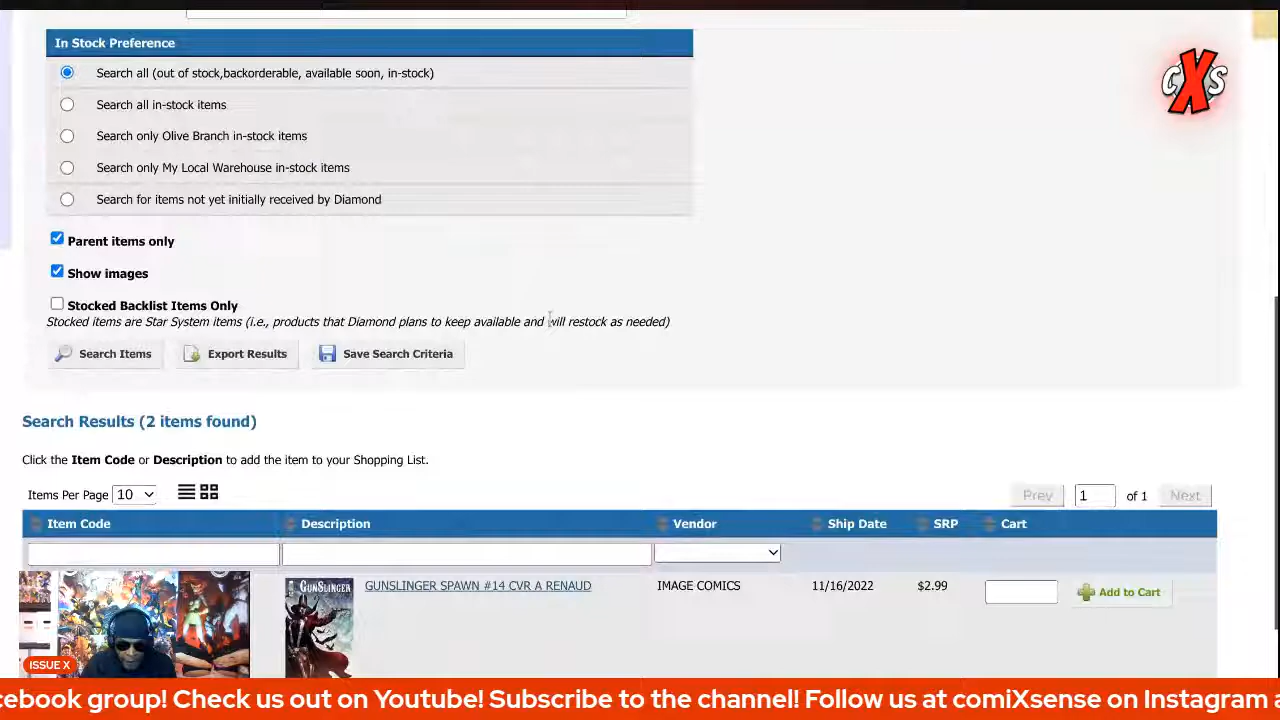 In Stock Preference
Search all (out of stock,backorderable, available soon, in-stock)
cXs
Search all in-stock items
Search only Olive Branch in-stock items
Search only My Local Warehouse in-stock items
Search for items not yet initially received by Diamond
Parent items only
Show images
Stocked Backlist Items Only
Stocked items are Star System items (i.e., products that Diamond plans to keep available and will restock as needed)
Search Items Export Results Save Search Criteria
Search Results (2 items found)
Click the Item Code or Description to add the item to your Shopping List.
Items Per Page 10 Prev 1 of 1 Next
Item Code Description Vendor Ship Date SRP Cart
GUNSLINGER
GUNSLINGER SPAWN #14 CVR A RENAUD IMAGE COMICS 11/16/2022 $2.99 Add to Cart
ISSUE X
cebook group! Check us out on Youtube! Subscribe to the channel! Follow us at comiXsense on Instagram a